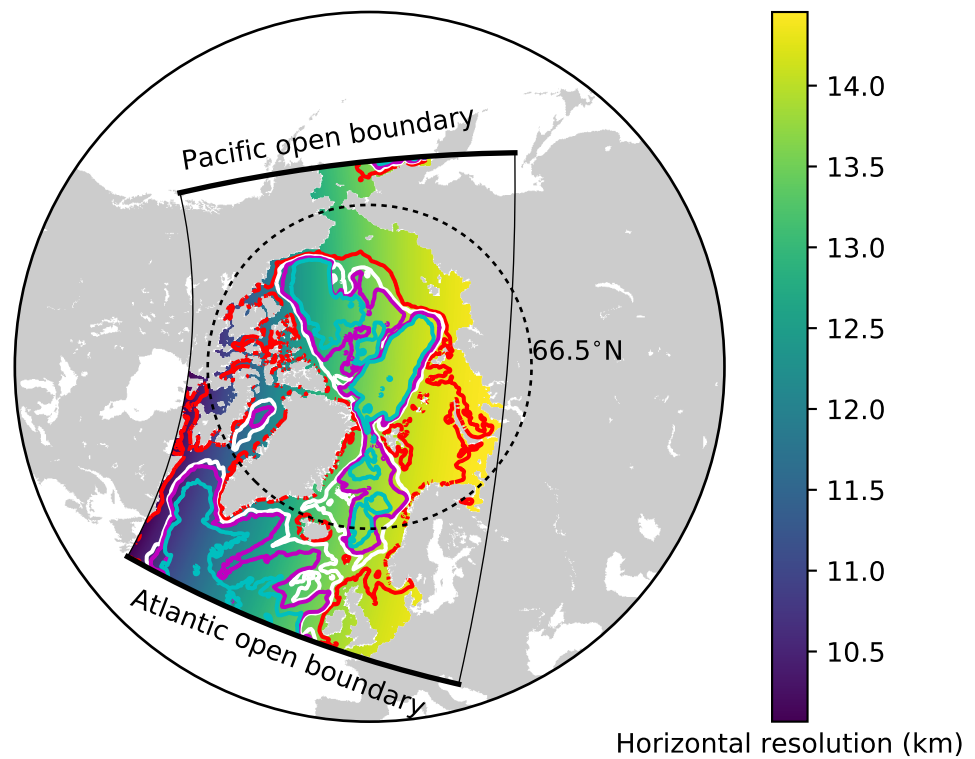 Pacific open boundary
66.5°N
Atlantic open boundary
14.0
13.5
13.0
12.5
12.0
11.5
11.0
10.5
Horizontal resolution (km)